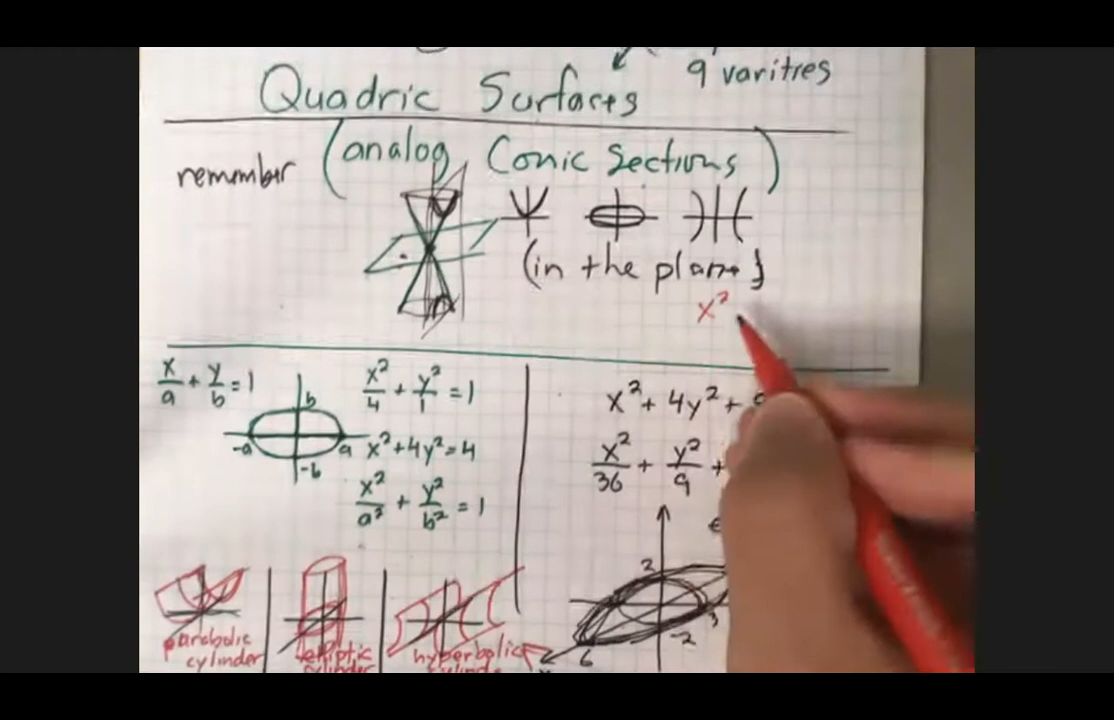 9 varitres
Quadric Surfaces
remember (analog, Conic Sections)
(in the plane)
x²
x/a + y/b = 1
b
-a
a
-b
x²/4 + y²/1 = 1
x²+4y²=4
x²/a² + y²/b² = 1
x² + 4y² +
x²/36 + y²/9 +
2
3
-2
6
parabolic
cylinder
elliptic
cylinder
hyperbolic